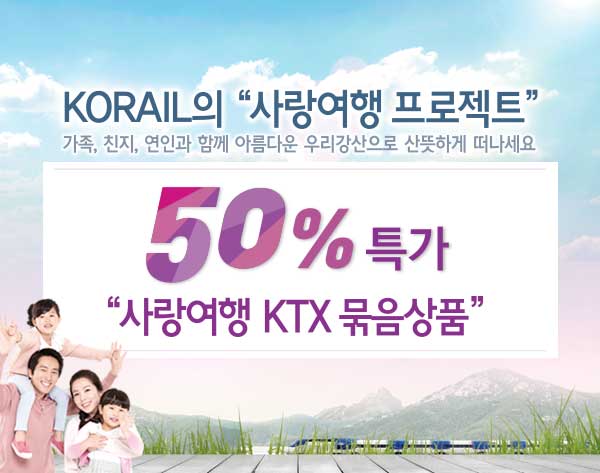 KORAIL의 “사랑여행 프로젝트”
가족, 친지, 연인과 함께 아름다운 우리강산으로 산뜻하게 떠나세요
50% 특가
“사랑여행 KTX 묶음상품”